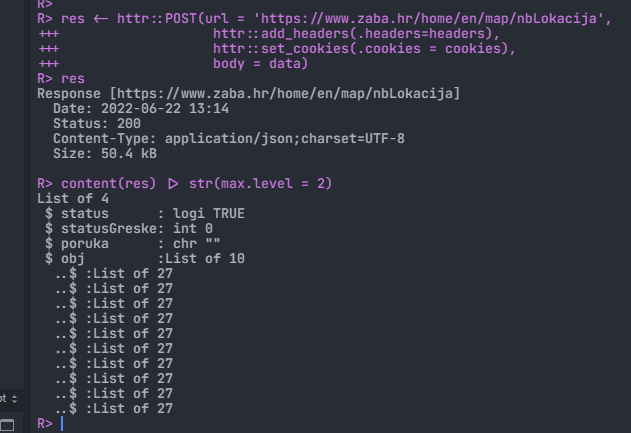 R>
R> res <- httr::POST(url = 'https://www.zaba.hr/home/en/map/nbLokacija',
+++                  httr::add_headers(.headers=headers),
+++                  httr::set_cookies(.cookies = cookies),
+++                  body = data)
R> res
Response [https://www.zaba.hr/home/en/map/nbLokacija]
  Date: 2022-06-22 13:14
  Status: 200
  Content-Type: application/json;charset=UTF-8
  Size: 50.4 kB

R> content(res) |> str(max.level = 2)
List of 4
 $ status      : logi TRUE
 $ statusGreske: int 0
 $ poruka      : chr ""
 $ obj         :List of 10
  ..$ :List of 27
  ..$ :List of 27
  ..$ :List of 27
  ..$ :List of 27
  ..$ :List of 27
  ..$ :List of 27
  ..$ :List of 27
  ..$ :List of 27
  ..$ :List of 27
  ..$ :List of 27
R>